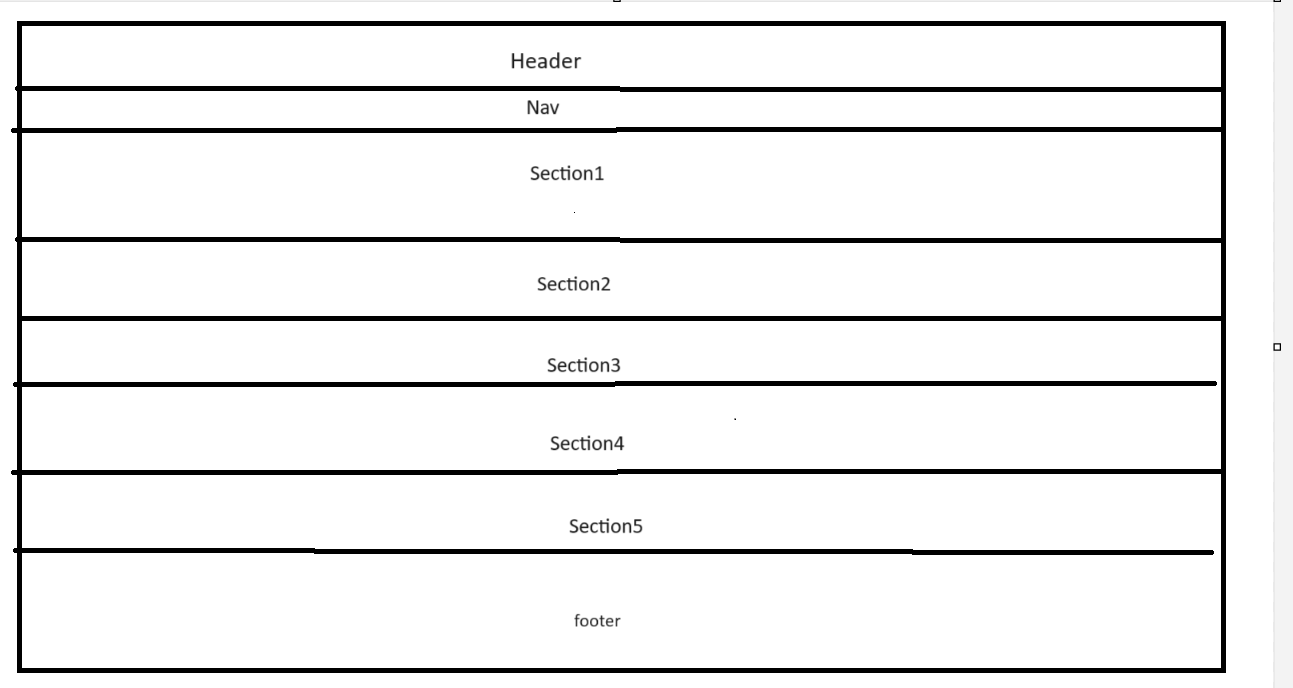 Header
Nav
Section1
Section2
Section3
Section4
Section5
footer